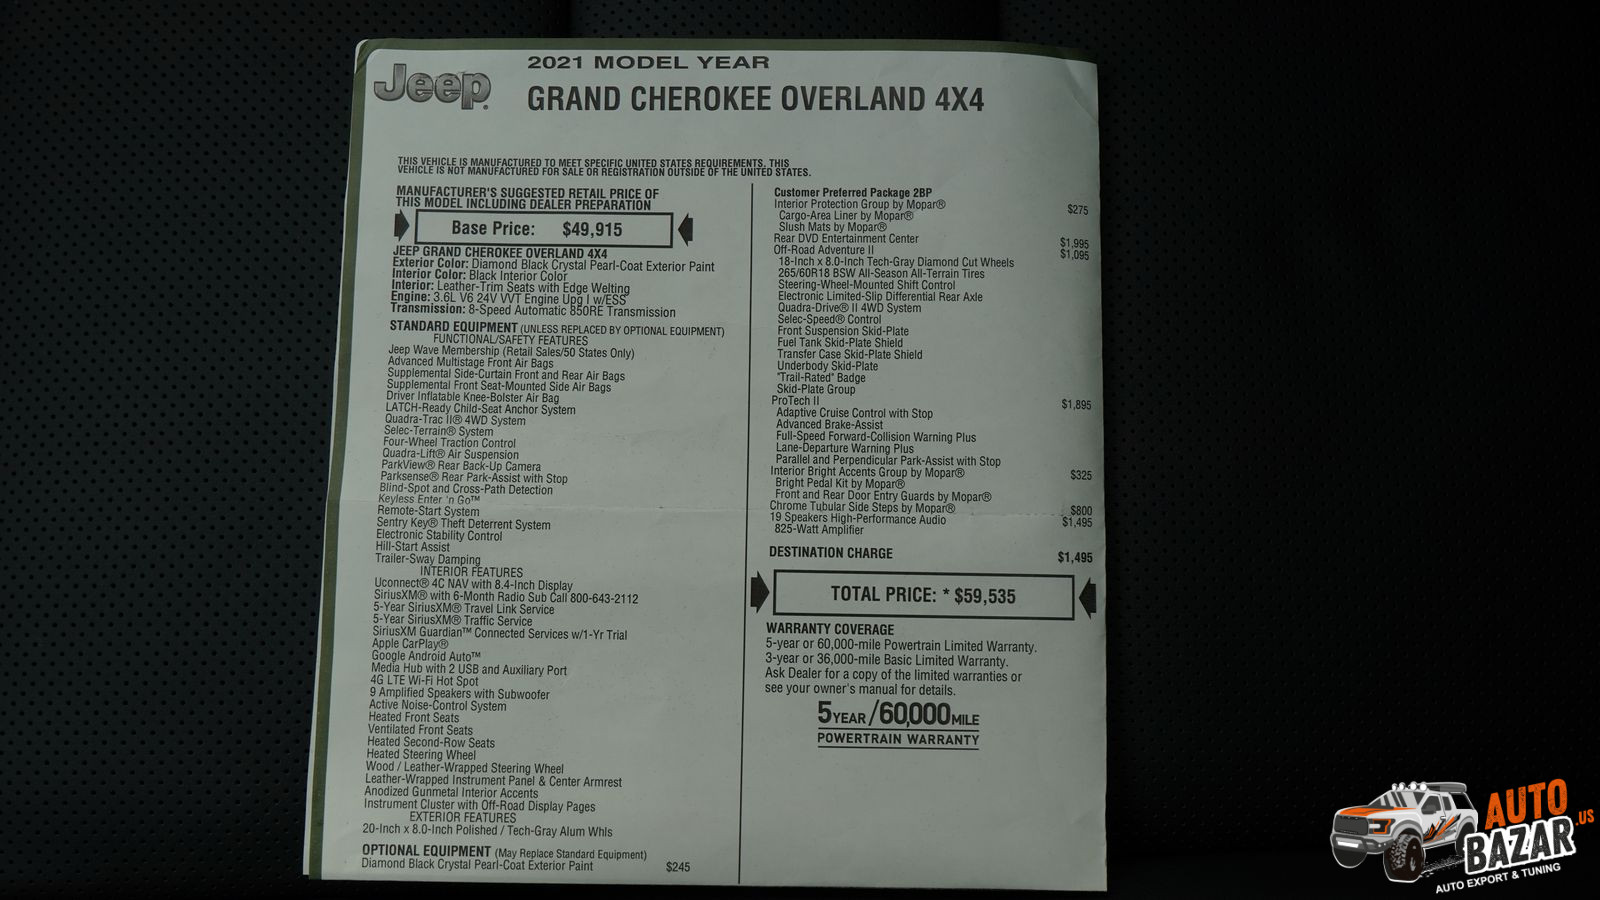 Jeep®
2021 MODEL YEAR
GRAND CHEROKEE OVERLAND 4X4
THIS VEHICLE IS MANUFACTURED TO MEET SPECIFIC UNITED STATES REQUIREMENTS. THIS
VEHICLE IS NOT MANUFACTURED FOR SALE OR REGISTRATION OUTSIDE OF THE UNITED STATES.
MANUFACTURER'S SUGGESTED RETAIL PRICE OF
THIS MODEL INCLUDING DEALER PREPARATION
Base Price: $49,915
JEEP GRAND CHEROKEE OVERLAND 4X4
Exterior Color: Diamond Black Crystal Pearl-Coat Exterior Paint
Interior Color: Black Interior Color
Interior: Leather-Trim Seats with Edge Welting
Engine: 3.6L V6 24V VVT Engine Upg I w/ESS
Transmission: 8-Speed Automatic 850RE Transmission
STANDARD EQUIPMENT (UNLESS REPLACED BY OPTIONAL EQUIPMENT)
FUNCTIONAL/SAFETY FEATURES
Jeep Wave Membership (Retail Sales/50 States Only)
Advanced Multistage Front Air Bags
Supplemental Side-Curtain Front and Rear Air Bags
Supplemental Front Seat-Mounted Side Air Bags
Driver Inflatable Knee-Bolster Air Bag
LATCH-Ready Child-Seat Anchor System
Quadra-Trac II® 4WD System
Selec-Terrain® System
Four-Wheel Traction Control
Quadra-Lift® Air Suspension
ParkView® Rear Back-Up Camera
Parksense® Rear Park-Assist with Stop
Blind-Spot and Cross-Path Detection
Keyless Enter 'n Go™
Remote-Start System
Sentry Key® Theft Deterrent System
Electronic Stability Control
Hill-Start Assist
Trailer-Sway Damping
INTERIOR FEATURES
Uconnect® 4C NAV with 8.4-Inch Display
SiriusXM® with 6-Month Radio Sub Call 800-643-2112
5-Year SiriusXM® Travel Link Service
5-Year SiriusXM® Traffic Service
SiriusXM Guardian™ Connected Services w/1-Yr Trial
Apple CarPlay®
Google Android Auto™
Media Hub with 2 USB and Auxiliary Port
4G LTE Wi-Fi Hot Spot
9 Amplified Speakers with Subwoofer
Active Noise-Control System
Heated Front Seats
Ventilated Front Seats
Heated Second-Row Seats
Heated Steering Wheel
Wood / Leather-Wrapped Steering Wheel
Leather-Wrapped Instrument Panel & Center Armrest
Anodized Gunmetal Interior Accents
Instrument Cluster with Off-Road Display Pages
EXTERIOR FEATURES
20-Inch x 8.0-Inch Polished / Tech-Gray Alum Whls
OPTIONAL EQUIPMENT (May Replace Standard Equipment)
Diamond Black Crystal Pearl-Coat Exterior Paint $245
Customer Preferred Package 2BP
Interior Protection Group by Mopar® $275
Cargo-Area Liner by Mopar®
Slush Mats by Mopar®
Rear DVD Entertainment Center $1,995
Off-Road Adventure II $1,095
18-Inch x 8.0-Inch Tech-Gray Diamond Cut Wheels
265/60R18 BSW All-Season All-Terrain Tires
Steering-Wheel-Mounted Shift Control
Electronic Limited-Slip Differential Rear Axle
Quadra-Drive® II 4WD System
Selec-Speed® Control
Front Suspension Skid-Plate
Fuel Tank Skid-Plate Shield
Transfer Case Skid-Plate Shield
Underbody Skid-Plate
"Trail-Rated" Badge
Skid-Plate Group
ProTech II $1,895
Adaptive Cruise Control with Stop
Advanced Brake-Assist
Full-Speed Forward-Collision Warning Plus
Lane-Departure Warning Plus
Parallel and Perpendicular Park-Assist with Stop
Interior Bright Accents Group by Mopar® $325
Bright Pedal Kit by Mopar®
Front and Rear Door Entry Guards by Mopar®
Chrome Tubular Side Steps by Mopar® $800
19 Speakers High-Performance Audio $1,495
825-Watt Amplifier
DESTINATION CHARGE $1,495
TOTAL PRICE: * $59,535
WARRANTY COVERAGE
5-year or 60,000-mile Powertrain Limited Warranty.
3-year or 36,000-mile Basic Limited Warranty.
Ask Dealer for a copy of the limited warranties or
see your owner's manual for details.
5YEAR/60,000MILE
POWERTRAIN WARRANTY
AUTO
BAZAR.US
AUTO EXPORT & TUNING